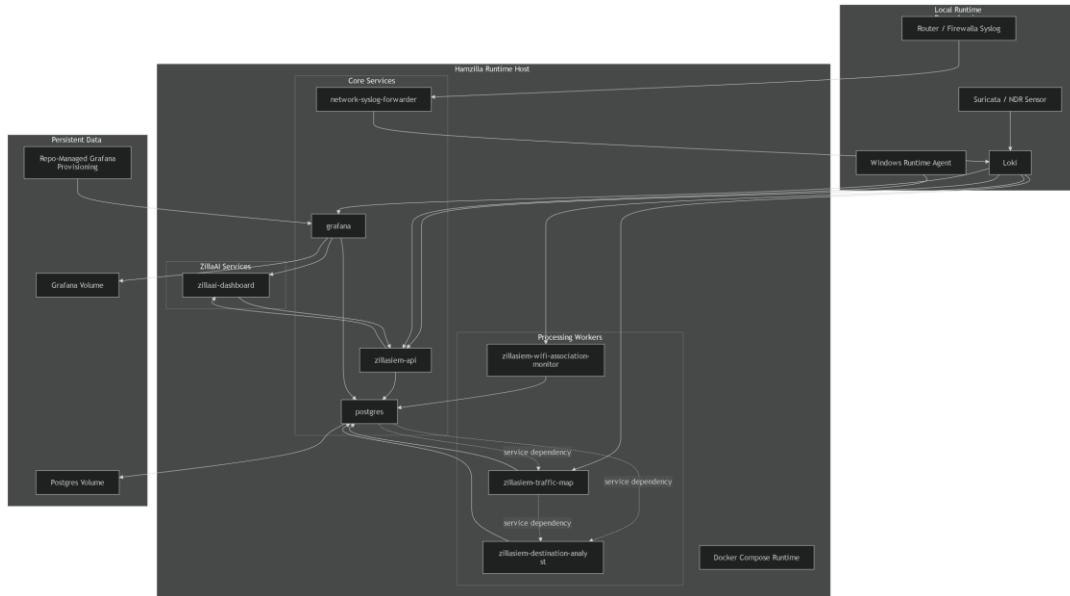 Local Runtime
Router / Firewalla Syslog
Suricata / NDR Sensor
Windows Runtime Agent
Loki
Hamzilla Runtime Host
Core Services
network-syslog-forwarder
grafana
ZillaAI Services
zillaai-dashboard
zillasiem-api
postgres
Processing Workers
zillasiem-wifi-association-
monitor
service dependency
zillasiem-traffic-map
service dependency
service dependency
zillasiem-destination-analy
st
Docker Compose Runtime
Persistent Data
Repo-Managed Grafana
Provisioning
Grafana Volume
Postgres Volume